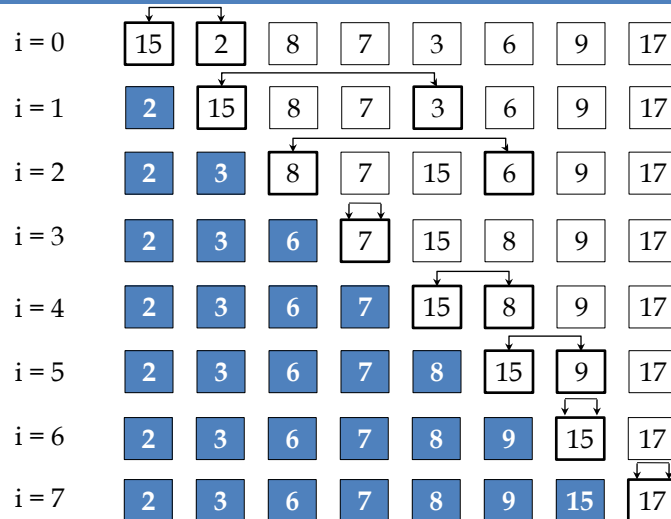 i = 0 15 2 8 7 3 6 9 17
i = 1 2 15 8 7 3 6 9 17
i = 2 2 3 8 7 15 6 9 17
i = 3 2 3 6 7 15 8 9 17
i = 4 2 3 6 7 15 8 9 17
i = 5 2 3 6 7 8 15 9 17
i = 6 2 3 6 7 8 9 15 17
i = 7 2 3 6 7 8 9 15 17